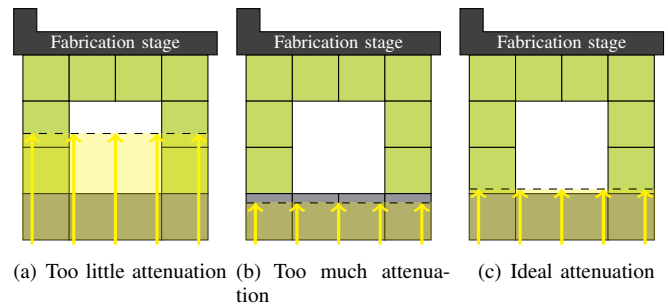 Fabrication stage
Fabrication stage
Fabrication stage
(a) Too little attenuation
(b) Too much attenua-
tion
(c) Ideal attenuation